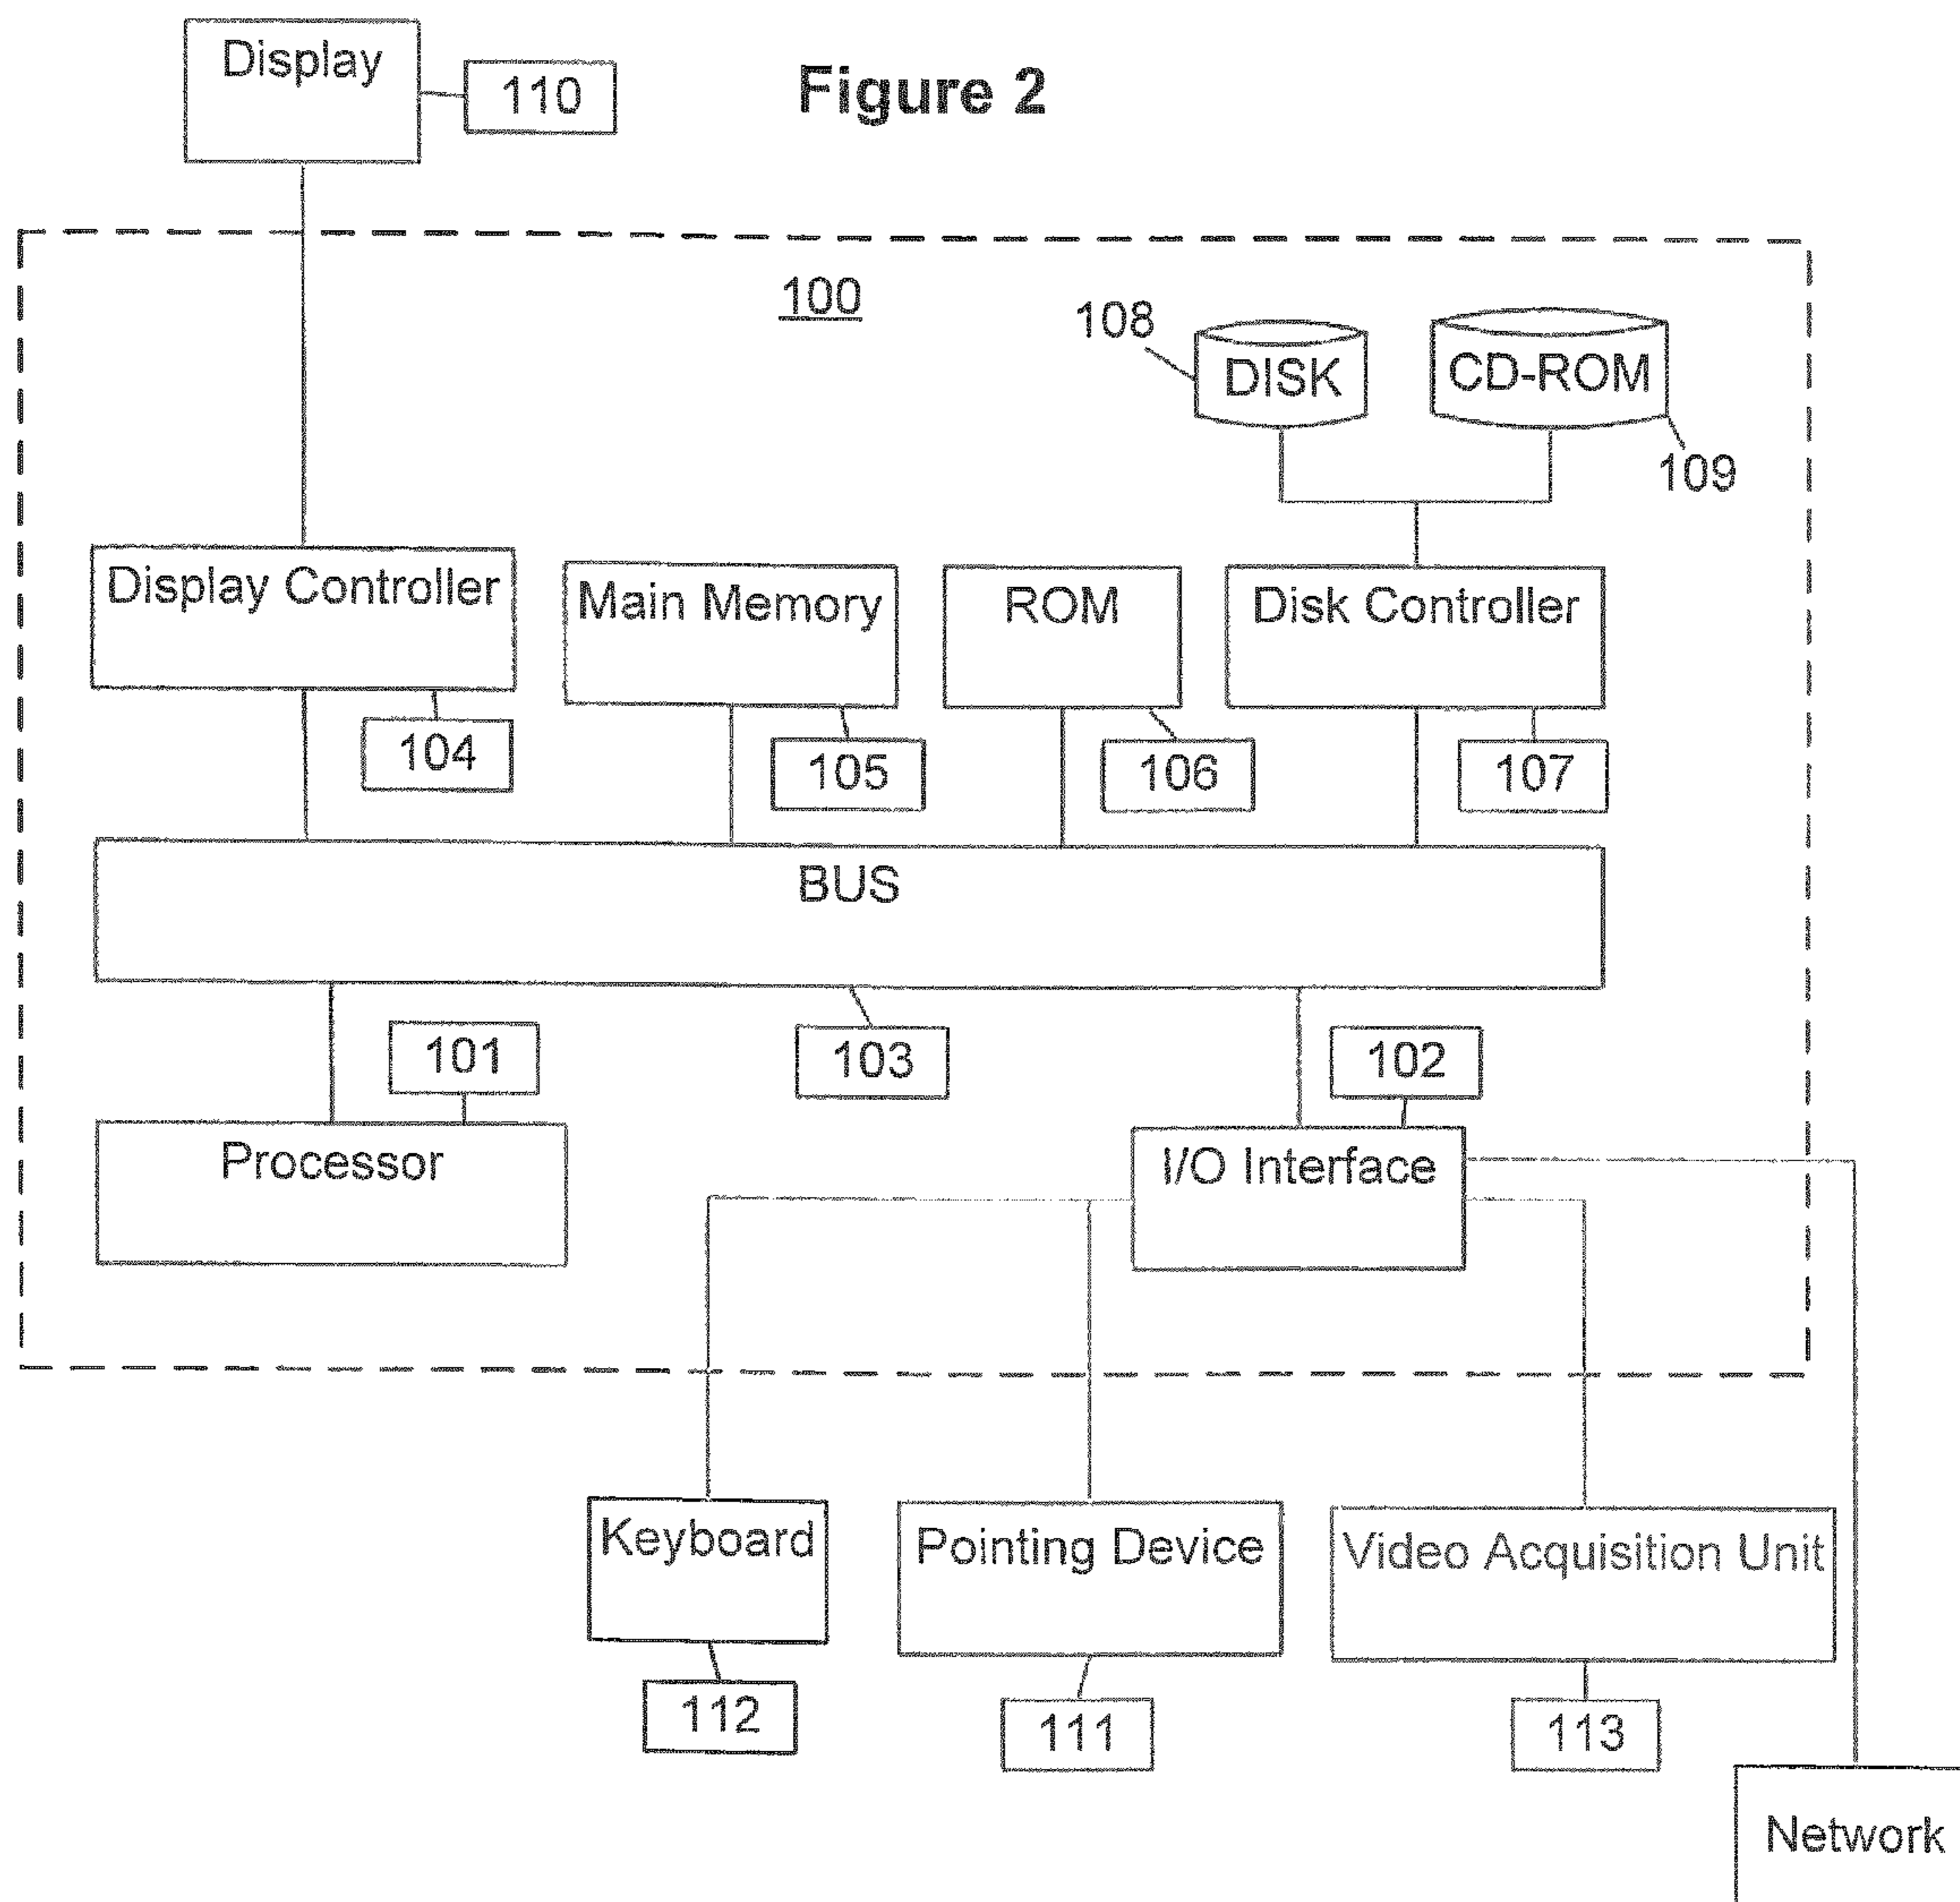 Display
110
Figure 2
100
108
DISK
CD-ROM
109
Display Controller
Main Memory
ROM
Disk Controller
104
105
106
107
BUS
101
103
102
Processor
I/O Interface
Keyboard
Pointing Device
Video Acquisition Unit
112
111
113
Network